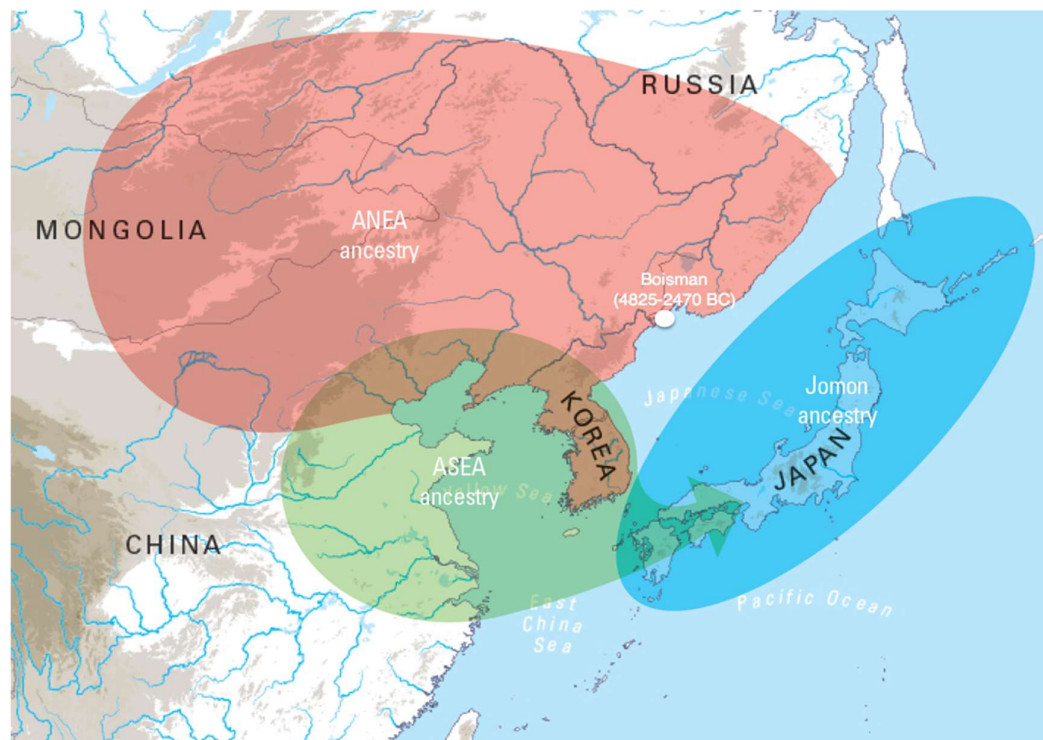 RUSSIA
ANEA
ancestry
MONGOLIA
Boisman
(4825-2470 BC)
Japanese Sea
Jomon
ancestry
KOREA
JAPAN
ASEA
ancestry
Yellow Sea
CHINA
East
China
Sea
Pacific Ocean